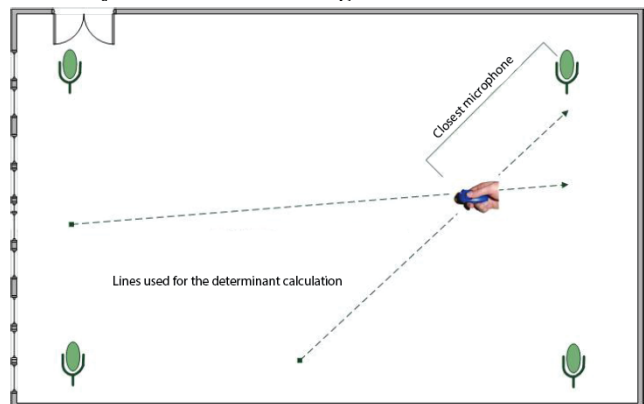 Closest microphone
Lines used for the determinant calculation